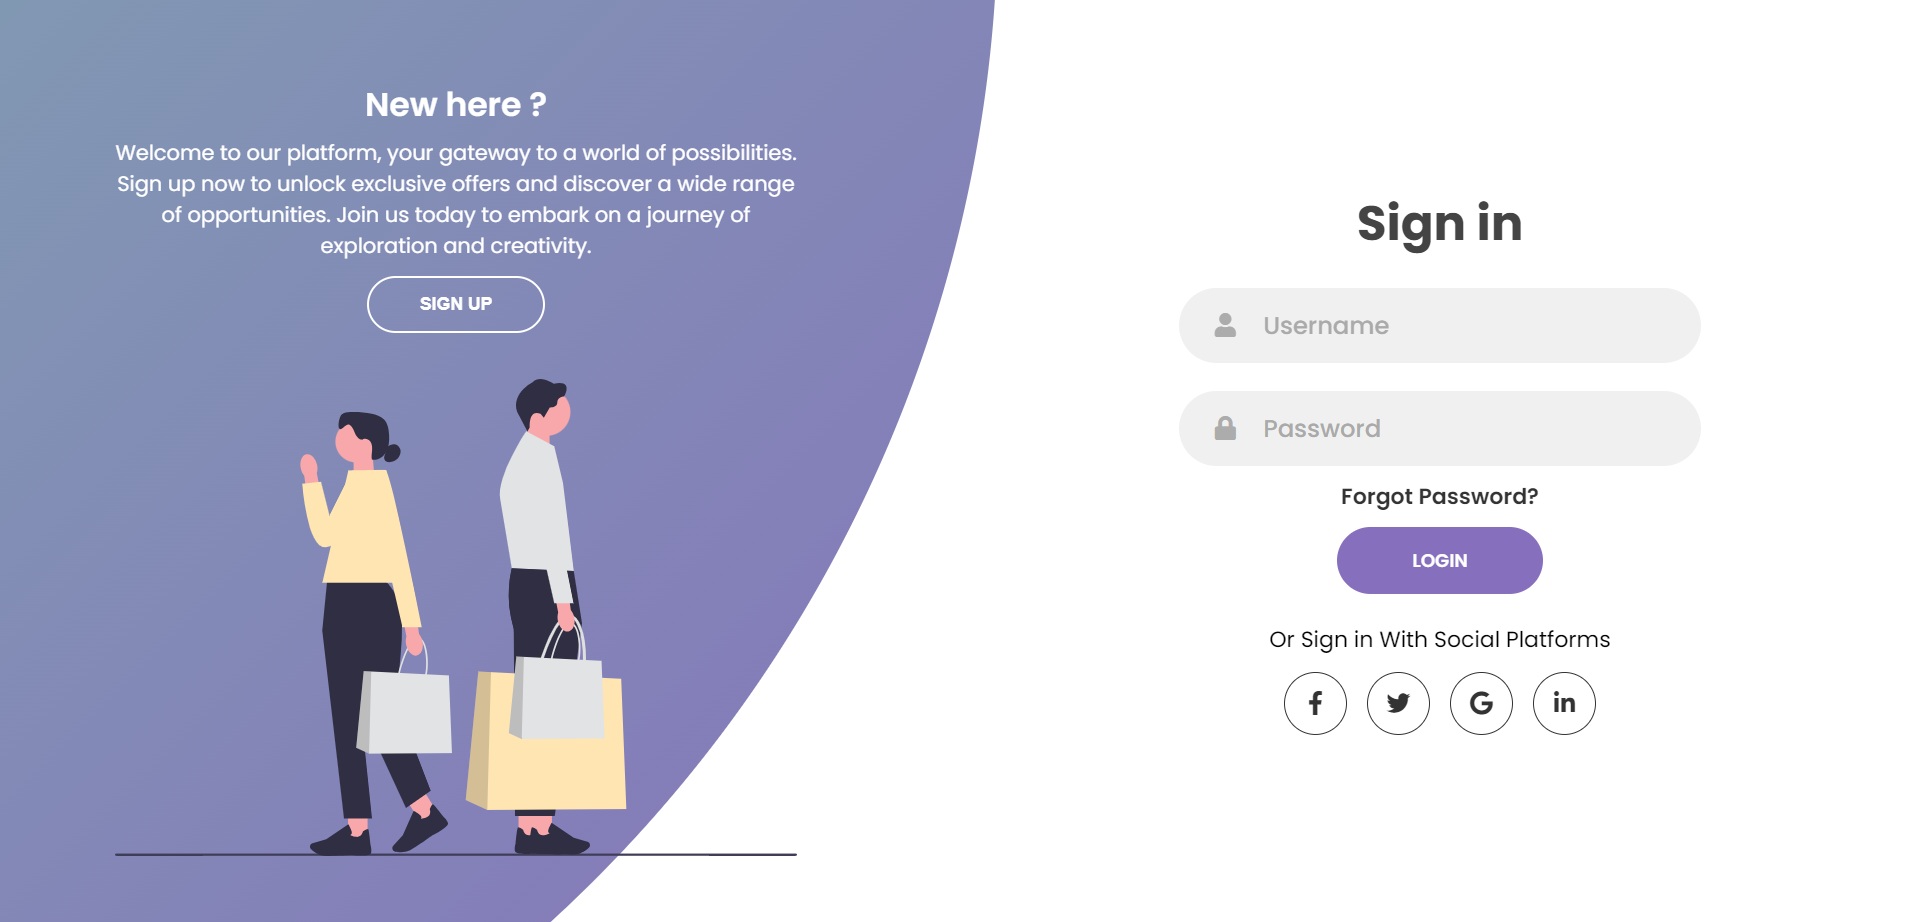 New here ?
Welcome to our platform, your gateway to a world of possibilities.
Sign up now to unlock exclusive offers and discover a wide range
of opportunities. Join us today to embark on a journey of
exploration and creativity.
SIGN UP
Sign in
Username
Password
Forgot Password?
LOGIN
Or Sign in With Social Platforms